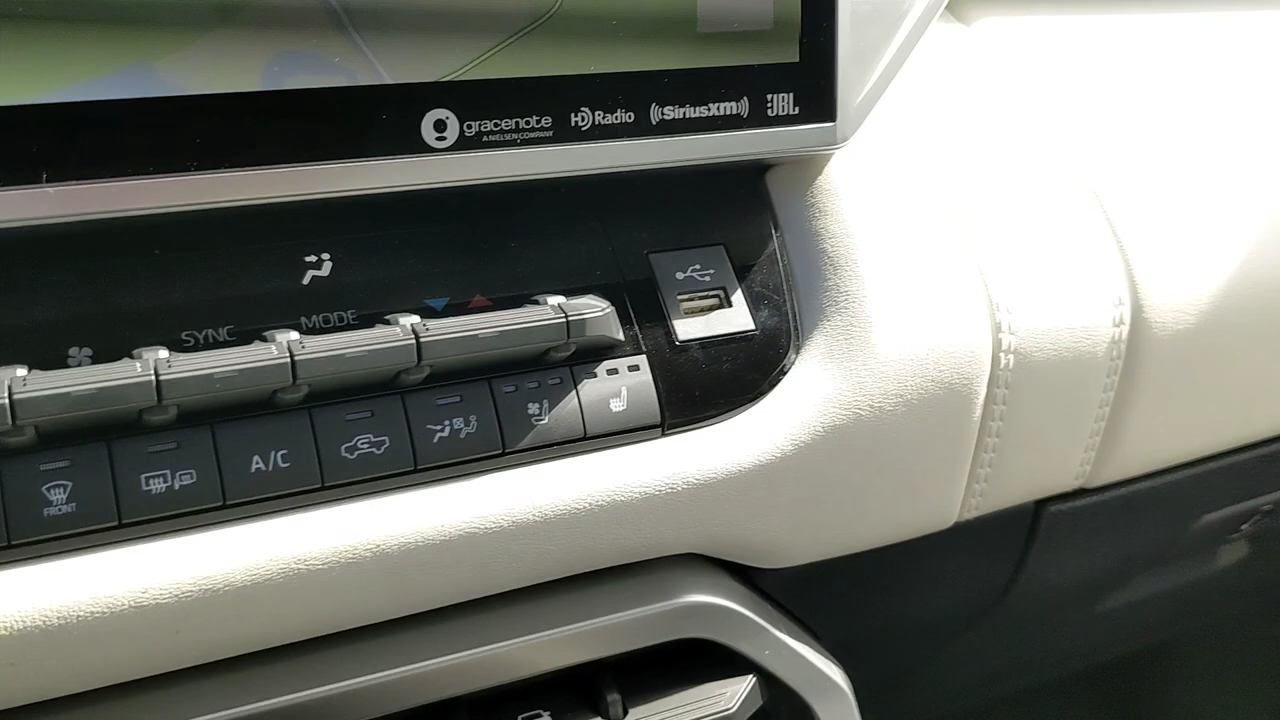 gracenote
A NIELSEN COMPANY
HD Radio
SiriusXM
JBL
SYNC
MODE
FRONT
A/C